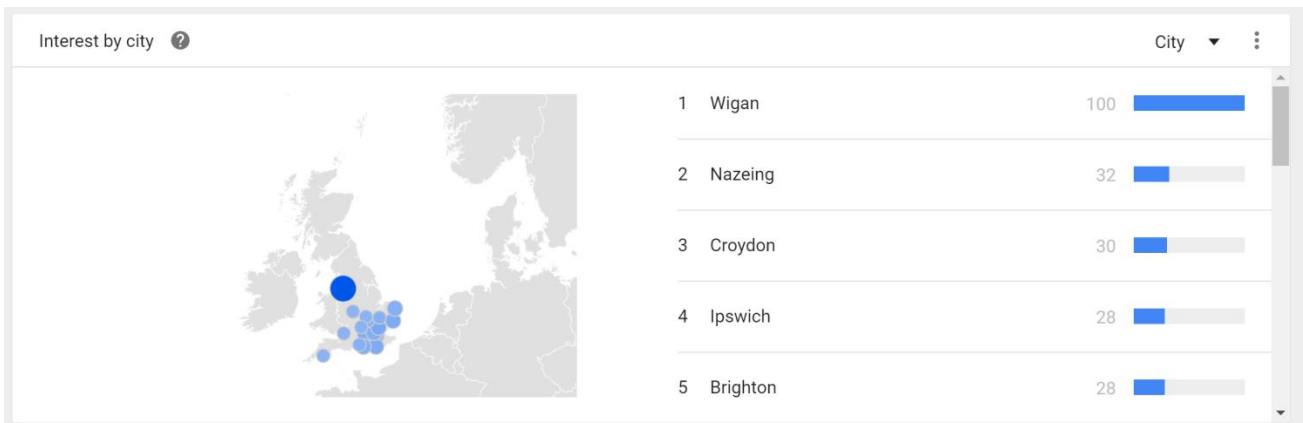 Interest by city
City
1 Wigan 100
2 Nazeing 32
3 Croydon 30
4 Ipswich 28
5 Brighton 28